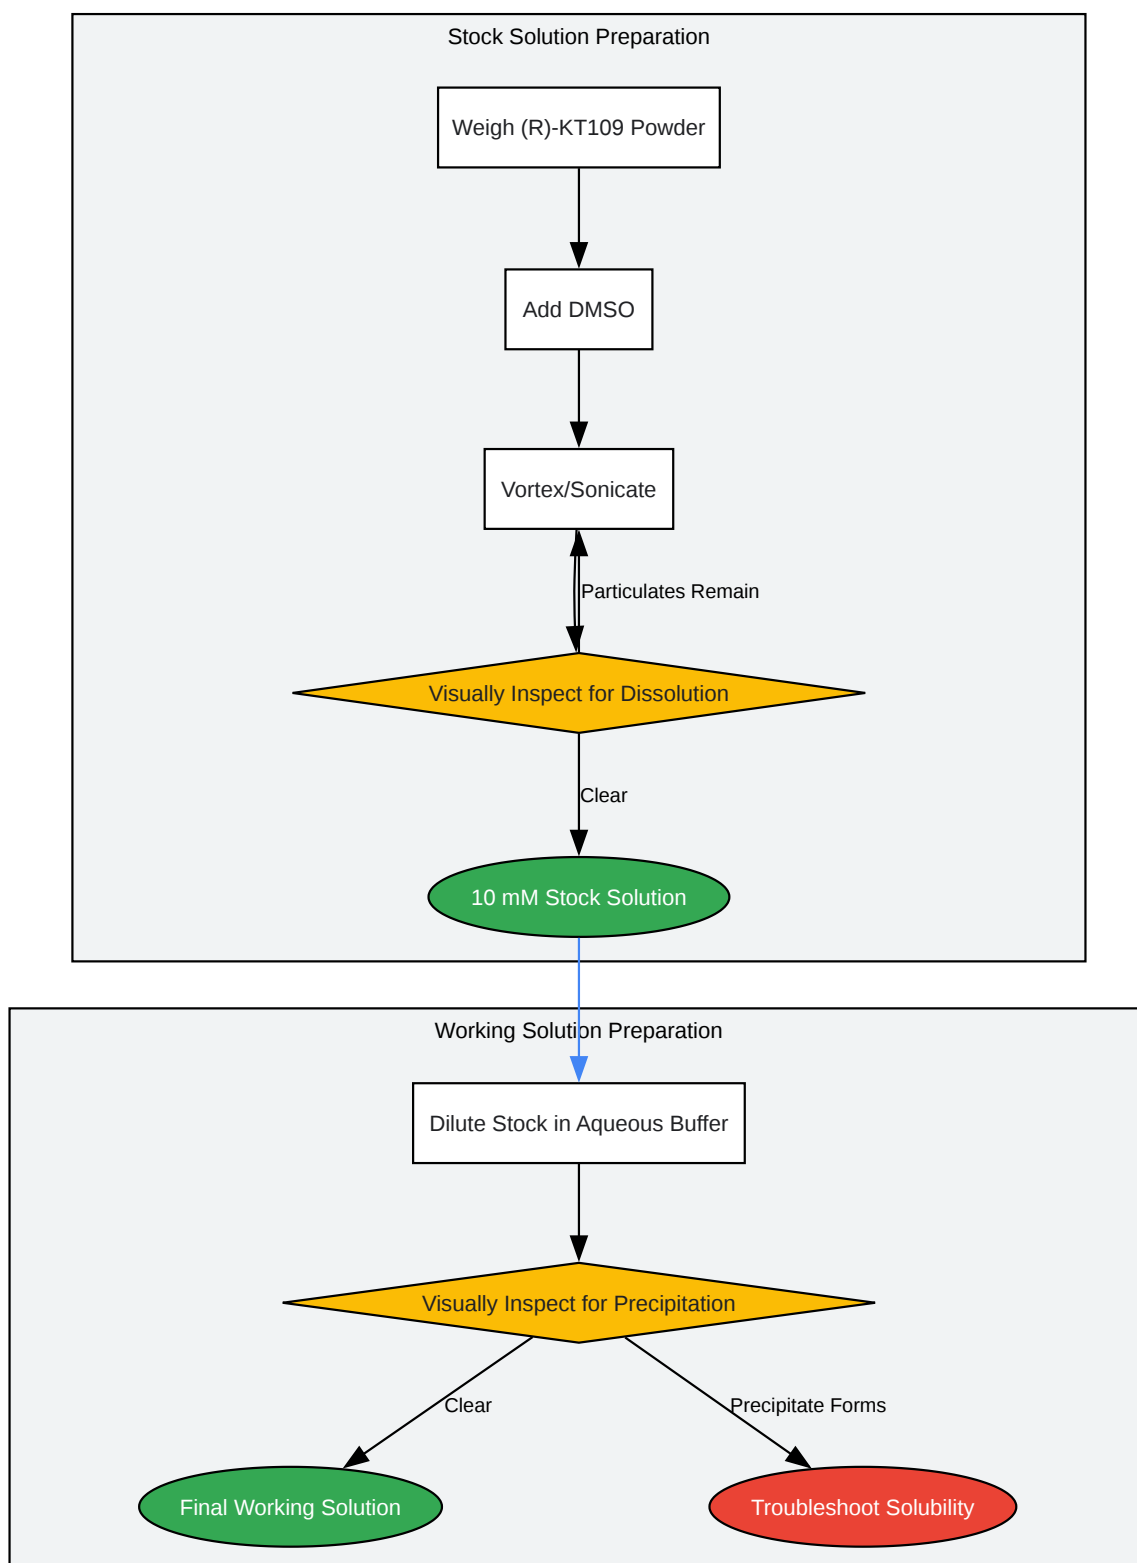 Stock Solution Preparation
Weigh (R)-KT109 Powder
Add DMSO
Vortex/Sonicate
Particulates Remain
Visually Inspect for Dissolution
Clear
10 mM Stock Solution
Working Solution Preparation
Dilute Stock in Aqueous Buffer
Visually Inspect for Precipitation
Clear
Precipitate Forms
Final Working Solution
Troubleshoot Solubility